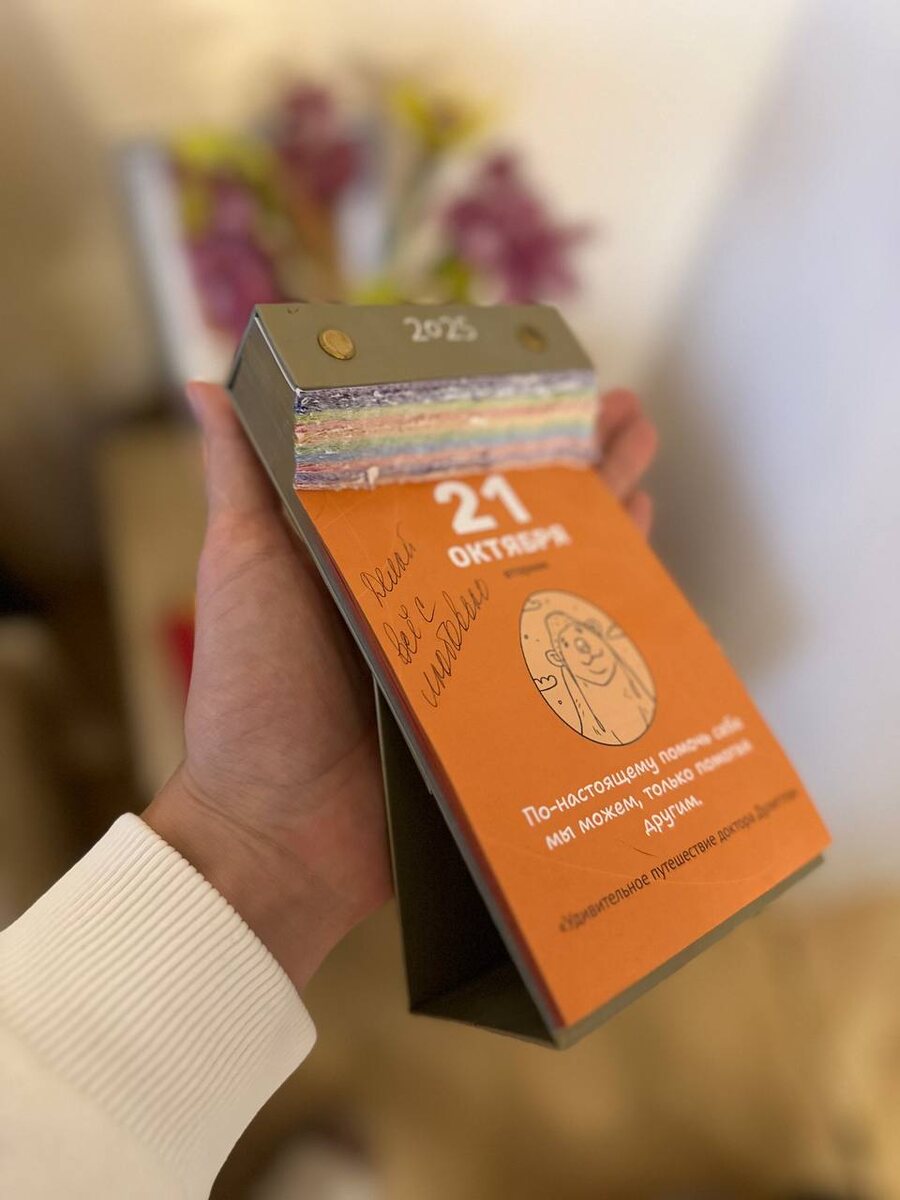 2025
21
ОКТЯБРЯ
вторник
делай
всё с
любовью
По-настоящему помочь себе
мы можем, только помогая
другим.
«Удивительное путешествие доктора Дулиттла»